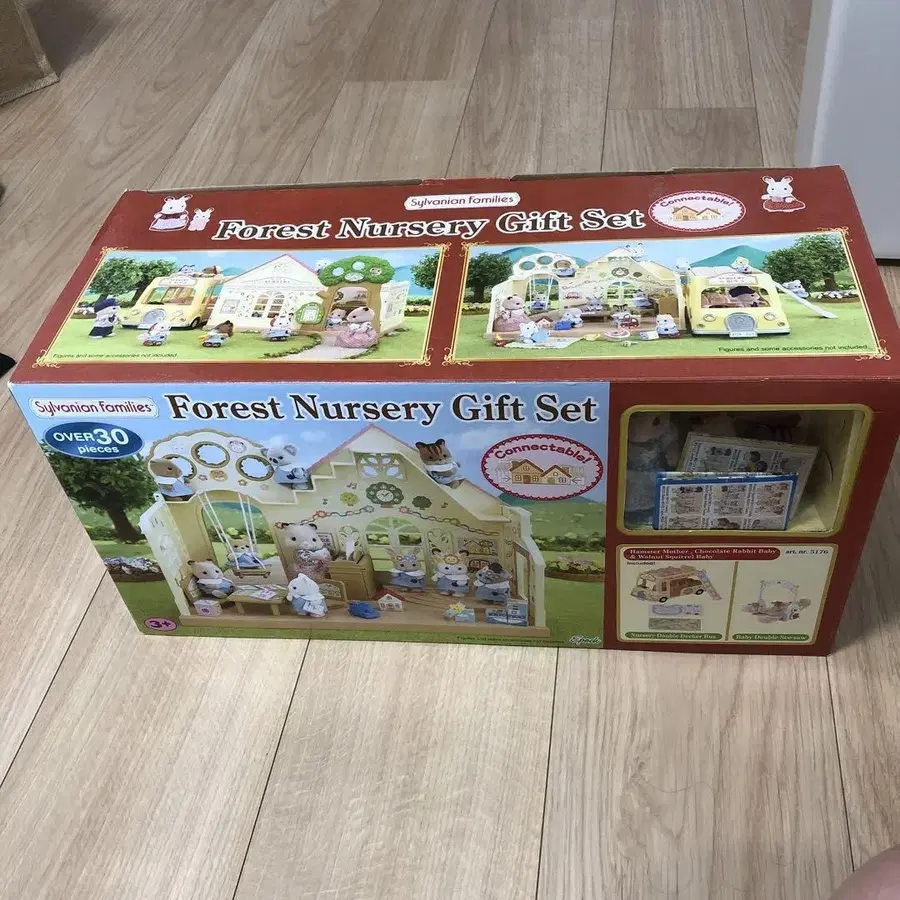 Sylvanian Families
Forest Nursery Gift Set
Connectable!
Figures and some accessories not included.
Figures and some accessories not included.
Sylvanian Families
Forest Nursery Gift Set
OVER 30
pieces
Connectable!
3+
Hamster Mother, Chocolate Rabbit Baby
& Walnut Squirrel Baby
art. nr. 5176
Nursery Double Decker Bus
Baby Double See-saw